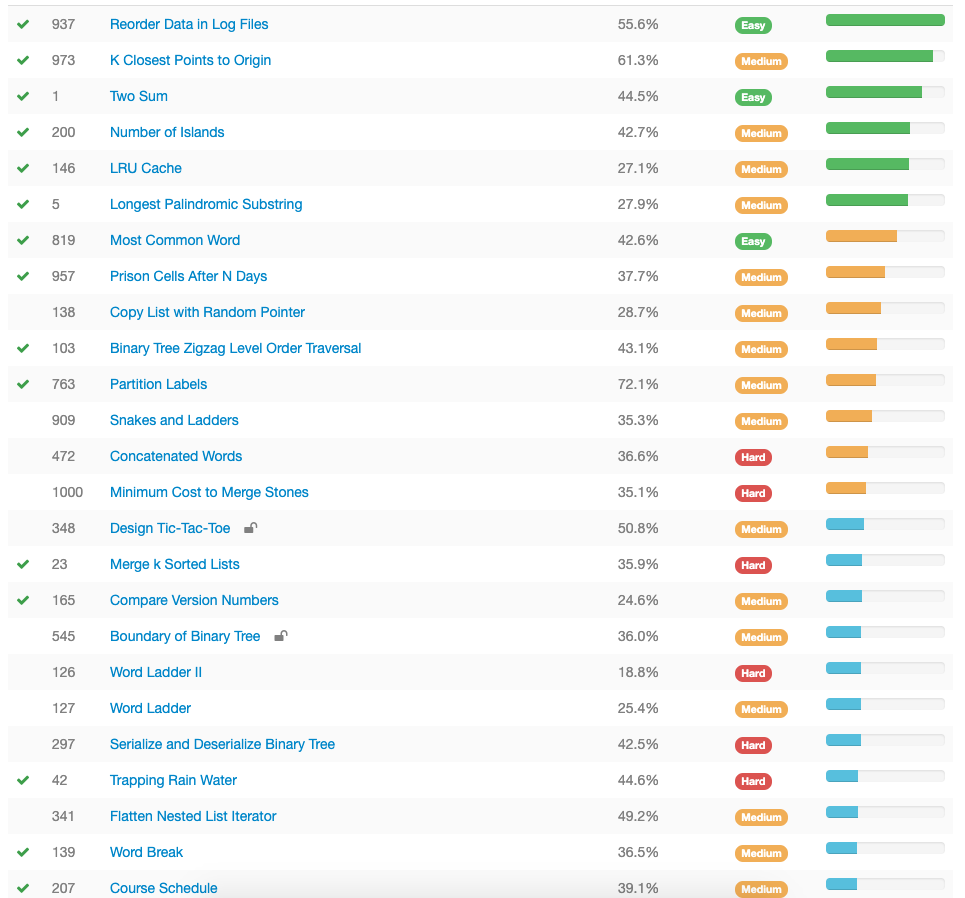 937 Reorder Data in Log Files 55.6% Easy
973 K Closest Points to Origin 61.3% Medium
1 Two Sum 44.5% Easy
200 Number of Islands 42.7% Medium
146 LRU Cache 27.1% Medium
5 Longest Palindromic Substring 27.9% Medium
819 Most Common Word 42.6% Easy
957 Prison Cells After N Days 37.7% Medium
138 Copy List with Random Pointer 28.7% Medium
103 Binary Tree Zigzag Level Order Traversal 43.1% Medium
763 Partition Labels 72.1% Medium
909 Snakes and Ladders 35.3% Medium
472 Concatenated Words 36.6% Hard
1000 Minimum Cost to Merge Stones 35.1% Hard
348 Design Tic-Tac-Toe 50.8% Medium
23 Merge k Sorted Lists 35.9% Hard
165 Compare Version Numbers 24.6% Medium
545 Boundary of Binary Tree 36.0% Medium
126 Word Ladder II 18.8% Hard
127 Word Ladder 25.4% Medium
297 Serialize and Deserialize Binary Tree 42.5% Hard
42 Trapping Rain Water 44.6% Hard
341 Flatten Nested List Iterator 49.2% Medium
139 Word Break 36.5% Medium
207 Course Schedule 39.1% Medium